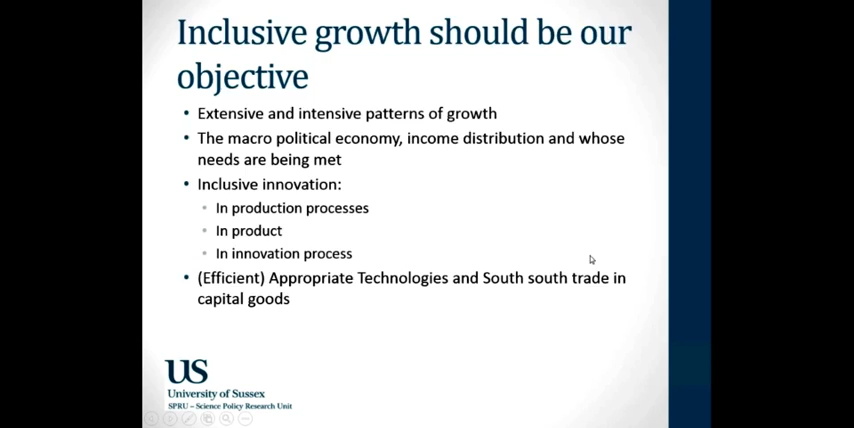 Inclusive growth should be our
objective
• Extensive and intensive patterns of growth
• The macro political economy, income distribution and whose
needs are being met
• Inclusive innovation:
• In production processes
• In product
• In innovation process
• (Efficient) Appropriate Technologies and South south trade in
capital goods
US
University of Sussex
SPRU – Science Policy Research Unit